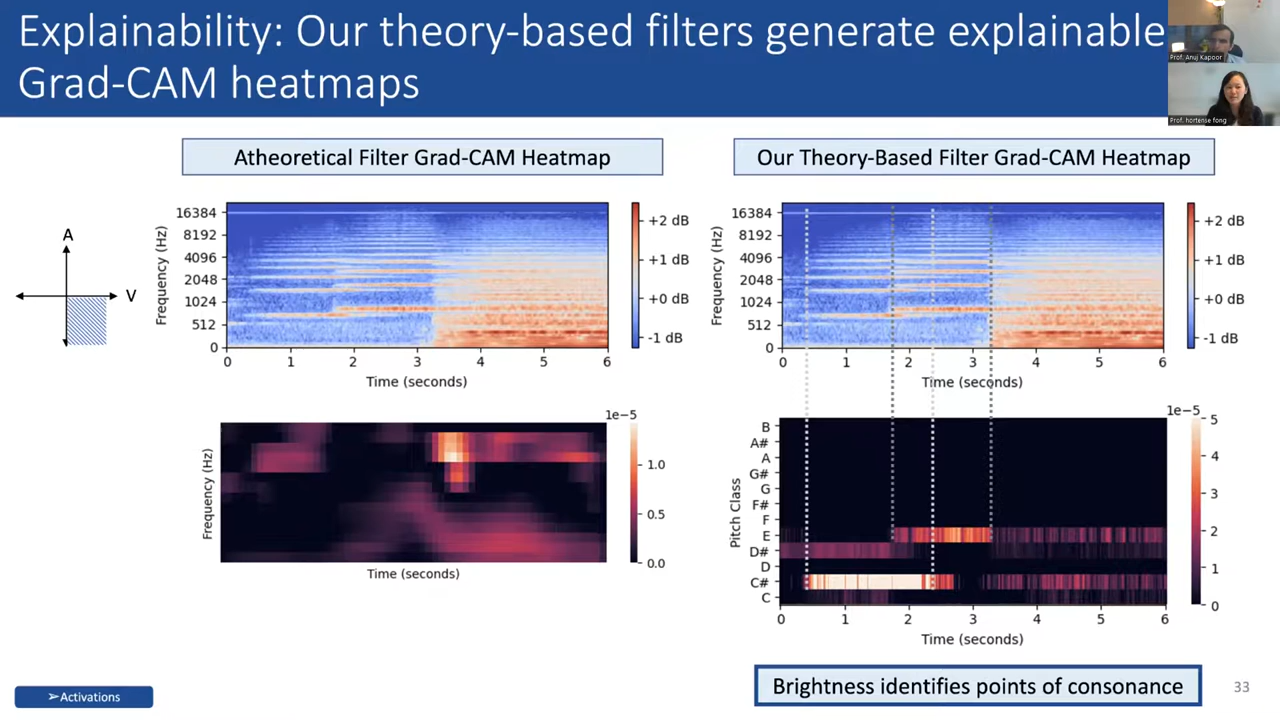 Explainability: Our theory-based filters generate explainable
Grad-CAM heatmaps
Prof. Anuj Kapoor
Prof. hortense fong
Atheoretical Filter Grad-CAM Heatmap
Our Theory-Based Filter Grad-CAM Heatmap
A
V
Frequency (Hz)
16384
8192
4096
2048
1024
512
0
0 1 2 3 4 5 6
Time (seconds)
+2 dB
+1 dB
+0 dB
-1 dB
Frequency (Hz)
16384
8192
4096
2048
1024
512
0
0 1 2 3 4 5 6
Time (seconds)
+2 dB
+1 dB
+0 dB
-1 dB
Frequency (Hz)
Time (seconds)
1e−5
1.0
0.5
0.0
Pitch Class
B
A#
A
G#
G
F#
F
E
D#
D
C#
C
0 1 2 3 4 5 6
Time (seconds)
1e−5
5
4
3
2
1
0
➢Activations
Brightness identifies points of consonance
33